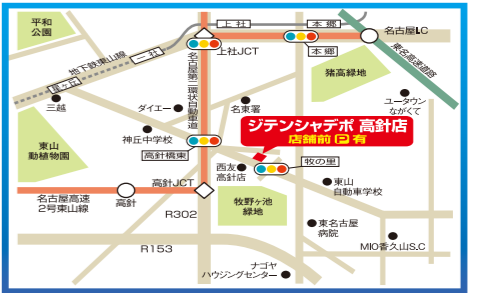 平和
公園
上社
本郷
名古屋IC
地下鉄東山線
一社
星ヶ丘
上社JCT
本郷
東名高速道路
猪高緑地
三越
名古屋第二環状自動車道
ダイエー
名東署
ユータウン
ながくて
神丘中学校
ジテンシャデポ 高針店
店舗前 P 有
東山
動植物園
高針橋東
西友
高針店
牧の里
高針JCT
東山
自動車学校
名古屋高速
2号東山線
高針
牧野ヶ池
緑地
R302
東名古屋
病院
MIO香久山S.C
R153
ナゴヤ
ハウジングセンター